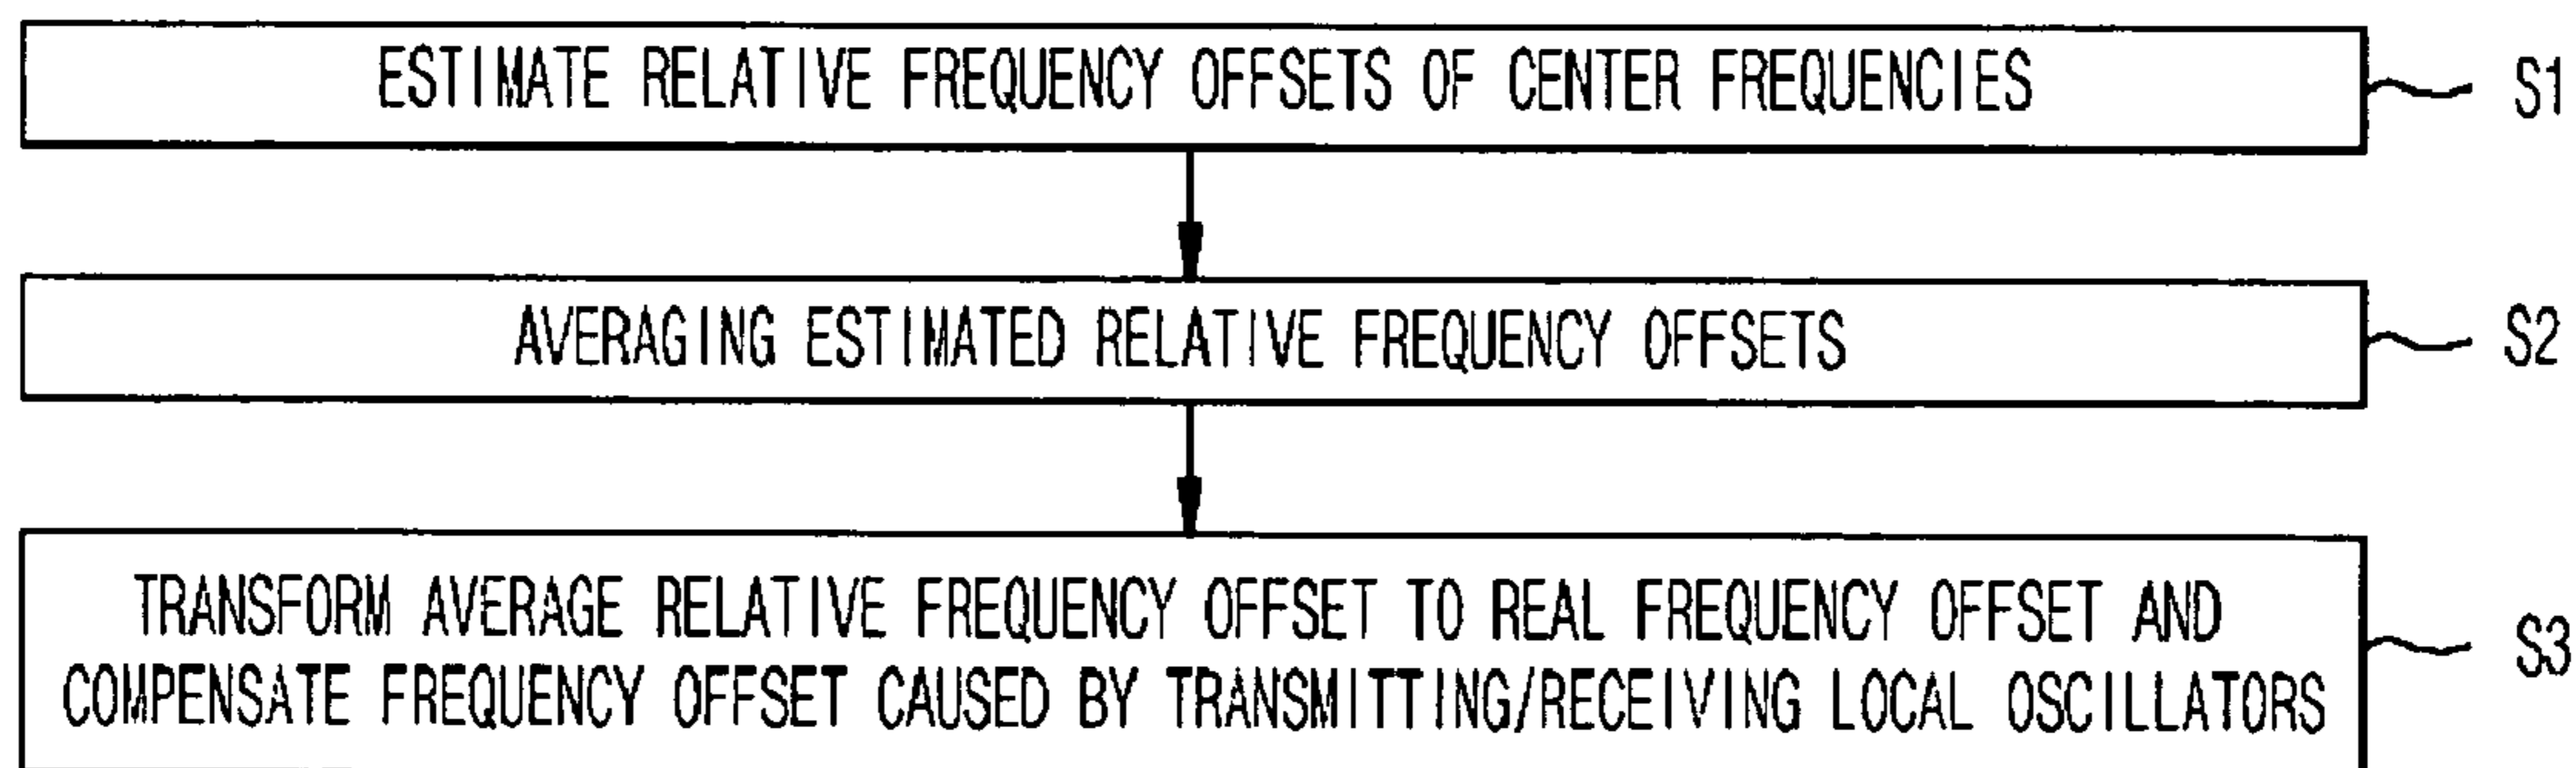 ESTIMATE RELATIVE FREQUENCY OFFSETS OF CENTER FREQUENCIES
S1
AVERAGING ESTIMATED RELATIVE FREQUENCY OFFSETS
S2
TRANSFORM AVERAGE RELATIVE FREQUENCY OFFSET TO REAL FREQUENCY OFFSET AND
COMPENSATE FREQUENCY OFFSET CAUSED BY TRANSMITTING/RECEIVING LOCAL OSCILLATORS
S3